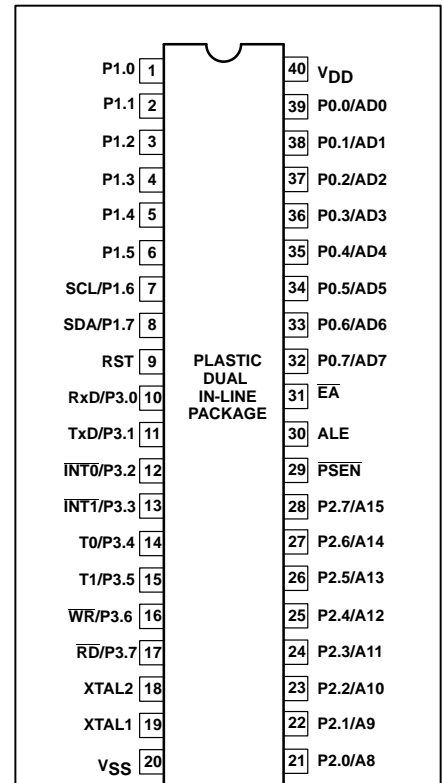 P1.0 1
P1.1 2
P1.2 3
P1.3 4
P1.4 5
P1.5 6
SCL/P1.6 7
SDA/P1.7 8
RST 9
RxD/P3.0 10
TxD/P3.1 11
I̅N̅T̅0̅/P3.2 12
I̅N̅T̅1̅/P3.3 13
T0/P3.4 14
T1/P3.5 15
W̅R̅/P3.6 16
R̅D̅/P3.7 17
XTAL2 18
XTAL1 19
VSS 20
PLASTIC
DUAL
IN-LINE
PACKAGE
40 VDD
39 P0.0/AD0
38 P0.1/AD1
37 P0.2/AD2
36 P0.3/AD3
35 P0.4/AD4
34 P0.5/AD5
33 P0.6/AD6
32 P0.7/AD7
31 E̅A̅
30 ALE
29 P̅S̅E̅N̅
28 P2.7/A15
27 P2.6/A14
26 P2.5/A13
25 P2.4/A12
24 P2.3/A11
23 P2.2/A10
22 P2.1/A9
21 P2.0/A8